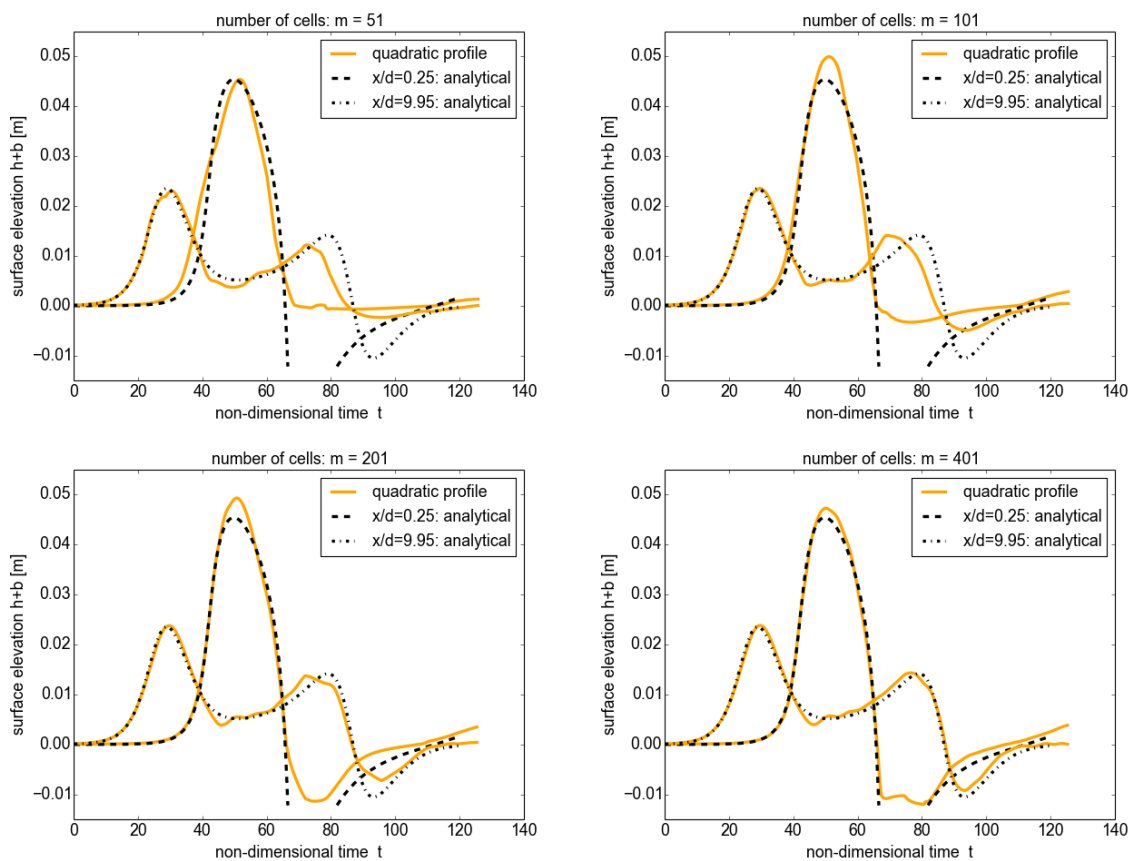 number of cells: m = 51
surface elevation h+b [m]
0.05
0.04
0.03
0.02
0.01
0.00
−0.01
quadratic profile
x/d=0.25: analytical
x/d=9.95: analytical
0 20 40 60 80 100 120 140
non-dimensional time t
number of cells: m = 101
surface elevation h+b [m]
0.05
0.04
0.03
0.02
0.01
0.00
−0.01
quadratic profile
x/d=0.25: analytical
x/d=9.95: analytical
0 20 40 60 80 100 120 140
non-dimensional time t
number of cells: m = 201
surface elevation h+b [m]
0.05
0.04
0.03
0.02
0.01
0.00
−0.01
quadratic profile
x/d=0.25: analytical
x/d=9.95: analytical
0 20 40 60 80 100 120 140
non-dimensional time t
number of cells: m = 401
surface elevation h+b [m]
0.05
0.04
0.03
0.02
0.01
0.00
−0.01
quadratic profile
x/d=0.25: analytical
x/d=9.95: analytical
0 20 40 60 80 100 120 140
non-dimensional time t